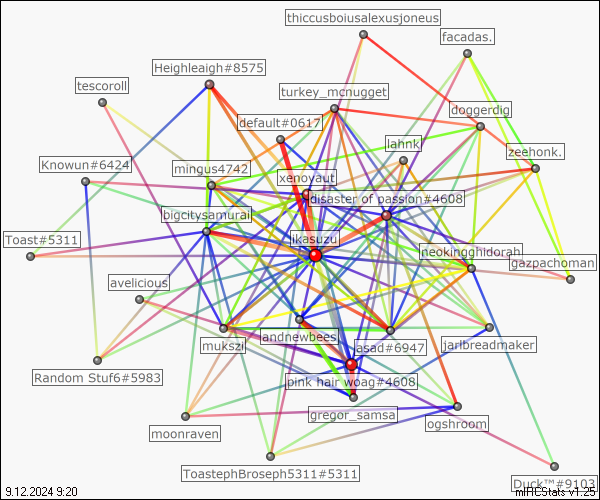 thiccusboiusalexusjoneus
facadas.
Heighleaigh#8575
tescoroll
turkey_mcnugget
doggerdig
default#0617
lahnk
zeehonk.
Knowun#6424
mingus4742
xenoyaut
disaster of passion#4608
bigcitysamurai
Toast#5311
ikasuzu
neokingghidorah
gazpachoman
avelicious
mukszil
andnewbees
asad#6947
jarlbreadmaker
Random Stuf6#5983
pink hair woag#4608
gregor_samsa
ogshroom
moonraven
ToastephBroseph5311#5311
Duck™#9103
9.12.2024 9:20
mIRCStats v1.25